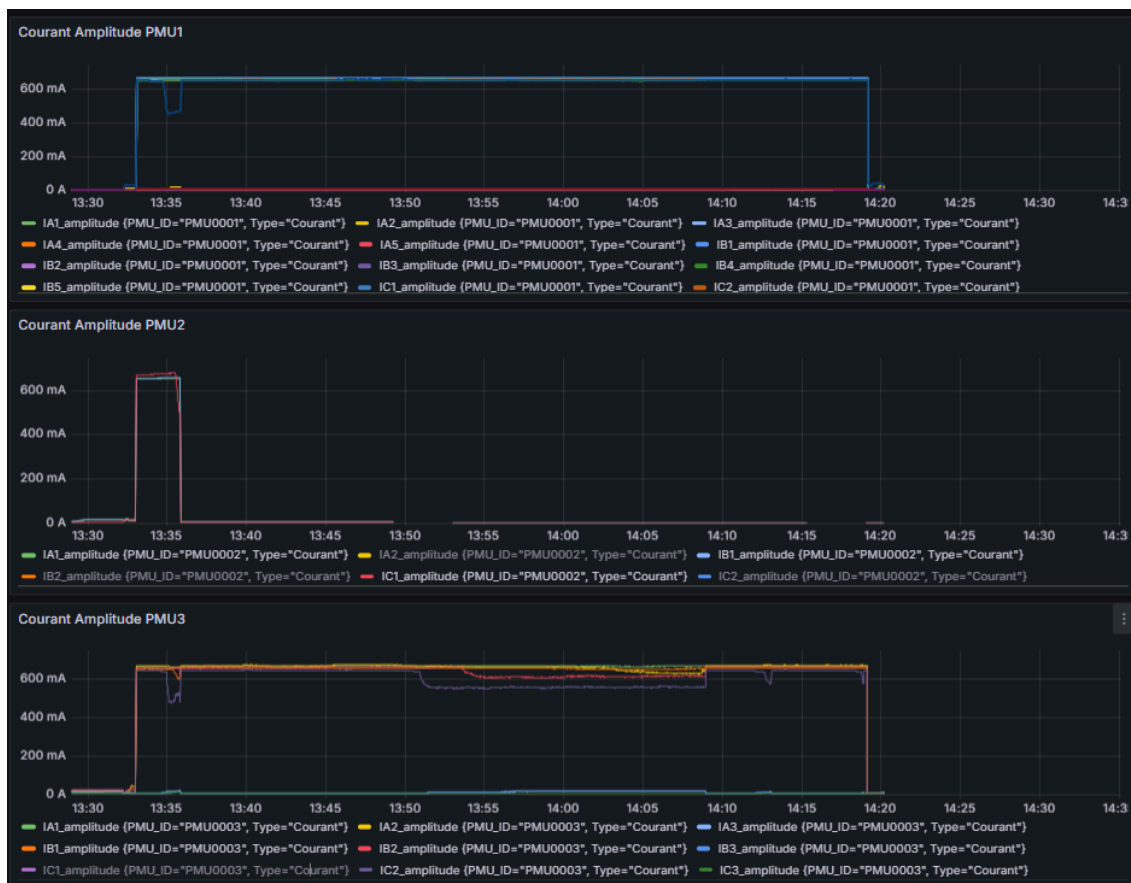 Courant Amplitude PMU1
600 mA
400 mA
200 mA
0 A
13:30 13:35 13:40 13:45 13:50 13:55 14:00 14:05 14:10 14:15 14:20 14:25 14:30 14:3
IA1_amplitude {PMU_ID="PMU0001", Type="Courant"} IA2_amplitude {PMU_ID="PMU0001", Type="Courant"} IA3_amplitude {PMU_ID="PMU0001", Type="Courant"}
IA4_amplitude {PMU_ID="PMU0001", Type="Courant"} IA5_amplitude {PMU_ID="PMU0001", Type="Courant"} IB1_amplitude {PMU_ID="PMU0001", Type="Courant"}
IB2_amplitude {PMU_ID="PMU0001", Type="Courant"} IB3_amplitude {PMU_ID="PMU0001", Type="Courant"} IB4_amplitude {PMU_ID="PMU0001", Type="Courant"}
IB5_amplitude {PMU_ID="PMU0001", Type="Courant"} IC1_amplitude {PMU_ID="PMU0001", Type="Courant"} IC2_amplitude {PMU_ID="PMU0001", Type="Courant"}
Courant Amplitude PMU2
600 mA
400 mA
200 mA
0 A
13:30 13:35 13:40 13:45 13:50 13:55 14:00 14:05 14:10 14:15 14:20 14:25 14:30 14:3
IA1_amplitude {PMU_ID="PMU0002", Type="Courant"} IA2_amplitude {PMU_ID="PMU0002", Type="Courant"} IB1_amplitude {PMU_ID="PMU0002", Type="Courant"}
IB2_amplitude {PMU_ID="PMU0002", Type="Courant"} IC1_amplitude {PMU_ID="PMU0002", Type="Courant"} IC2_amplitude {PMU_ID="PMU0002", Type="Courant"}
Courant Amplitude PMU3
600 mA
400 mA
200 mA
0 A
13:30 13:35 13:40 13:45 13:50 13:55 14:00 14:05 14:10 14:15 14:20 14:25 14:30 14:3
IA1_amplitude {PMU_ID="PMU0003", Type="Courant"} IA2_amplitude {PMU_ID="PMU0003", Type="Courant"} IA3_amplitude {PMU_ID="PMU0003", Type="Courant"}
IB1_amplitude {PMU_ID="PMU0003", Type="Courant"} IB2_amplitude {PMU_ID="PMU0003", Type="Courant"} IB3_amplitude {PMU_ID="PMU0003", Type="Courant"}
IC1_amplitude {PMU_ID="PMU0003", Type="Courant"} IC2_amplitude {PMU_ID="PMU0003", Type="Courant"} IC3_amplitude {PMU_ID="PMU0003", Type="Courant"}